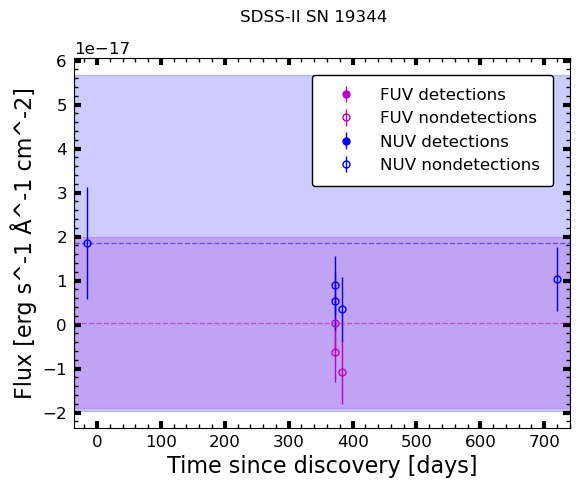 SDSS-II SN 19344
1e−17
FUV detections
FUV nondetections
NUV detections
NUV nondetections
6
5
4
3
2
1
0
−1
−2
Flux [erg s^-1 Å^-1 cm^-2]
0 100 200 300 400 500 600 700
Time since discovery [days]